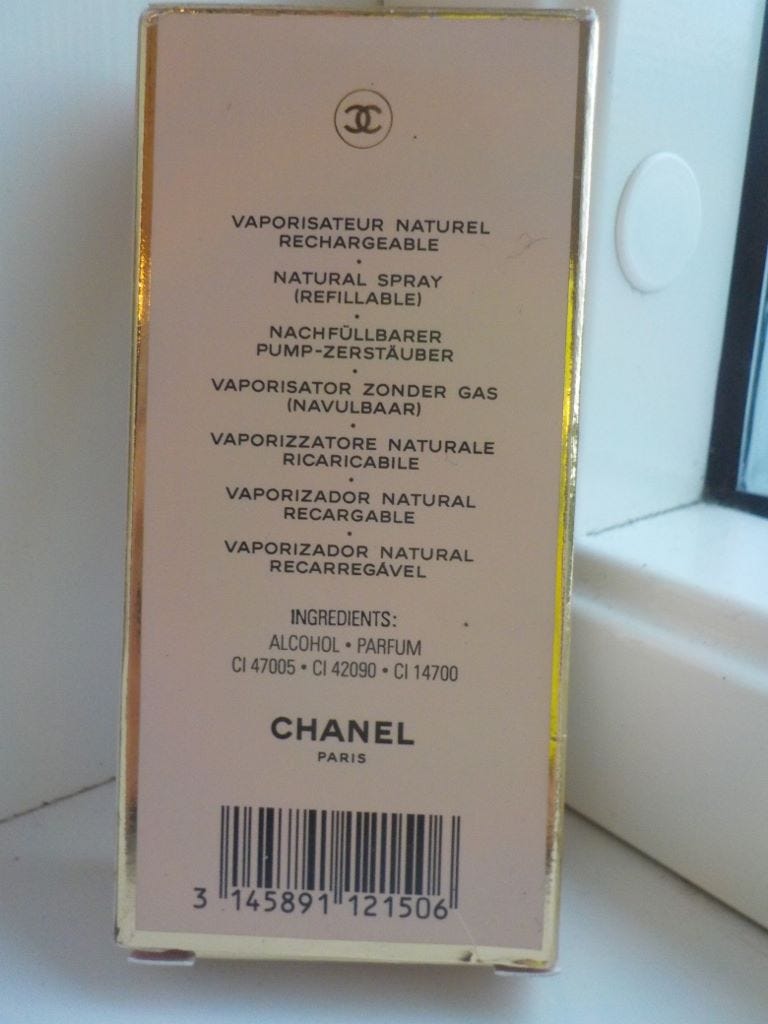 VAPORISATEUR NATUREL
RECHARGEABLE
•
NATURAL SPRAY
(REFILLABLE)
•
NACHFÜLLBARER
PUMP-ZERSTÄUBER
•
VAPORISATOR ZONDER GAS
(NAVULBAAR)
•
VAPORIZZATORE NATURALE
RICARICABILE
•
VAPORIZADOR NATURAL
RECARGABLE
•
VAPORIZADOR NATURAL
RECARREGÁVEL
INGREDIENTS:
ALCOHOL • PARFUM
CI 47005 • CI 42090 • CI 14700
CHANEL
PARIS
3 145891 121506